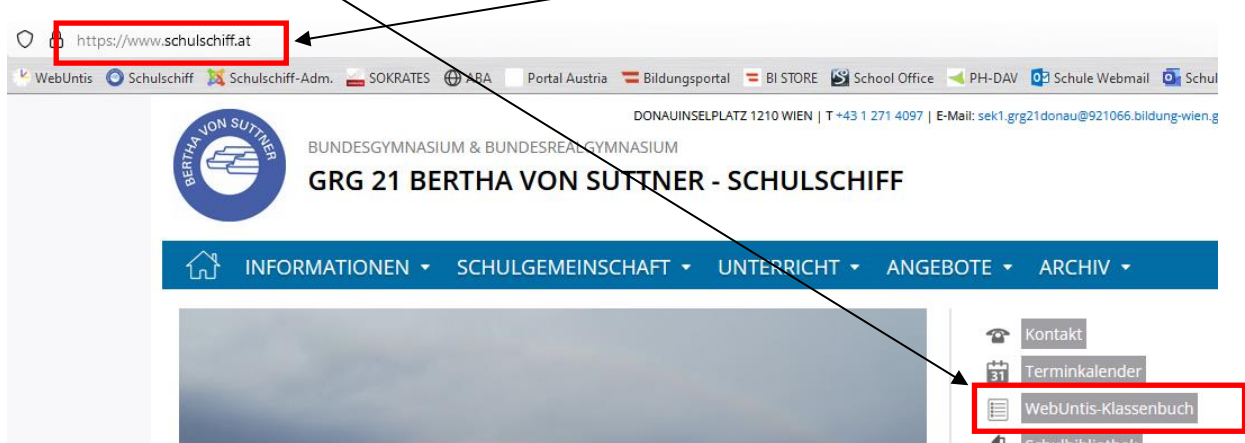 https://www.schulschiff.at
WebUntis Schulschiff Schulschiff-Adm. SOKRATES ABA Portal Austria Bildungsportal BI STORE School Office PH-DAV Schule Webmail Schul
DONAUINSELPLATZ 1210 WIEN | T +43 1 271 4097 | E-Mail: sek1.grg21donau@921066.bildung-wien.g
BERTHA VON SUTTNER
BUNDESGYMNASIUM & BUNDESREALGYMNASIUM
GRG 21 BERTHA VON SUTTNER - SCHULSCHIFF
INFORMATIONEN SCHULGEMEINSCHAFT UNTERRICHT ANGEBOTE ARCHIV
Kontakt
31 Terminkalender
WebUntis-Klassenbuch